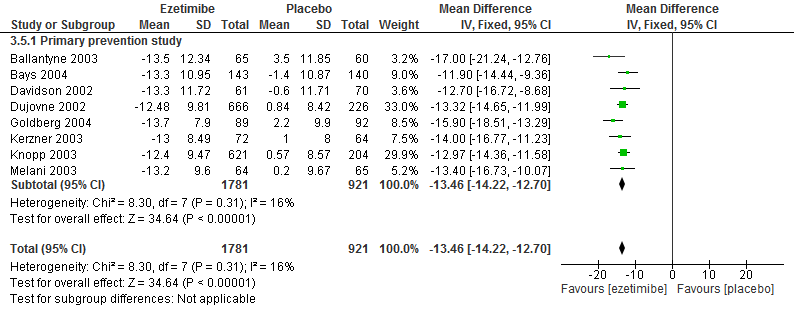 Ezetimibe Placebo Mean Difference Mean Difference
Study or Subgroup Mean SD Total Mean SD Total Weight IV, Fixed, 95% CI IV, Fixed, 95% CI
3.5.1 Primary prevention study
Ballantyne 2003 -13.5 12.34 65 3.5 11.85 60 3.2% -17.00 [-21.24, -12.76]
Bays 2004 -13.3 10.95 143 -1.4 10.87 140 9.0% -11.90 [-14.44, -9.36]
Davidson 2002 -13.3 11.72 61 -0.6 11.71 70 3.6% -12.70 [-16.72, -8.68]
Dujovne 2002 -12.48 9.81 666 0.84 8.42 226 33.0% -13.32 [-14.65, -11.99]
Goldberg 2004 -13.7 7.9 89 2.2 9.9 92 8.6% -15.90 [-18.51, -13.29]
Kerzner 2003 -13 8.49 72 1 8 64 7.6% -14.00 [-16.77, -11.23]
Knopp 2003 -12.4 9.47 621 0.57 8.57 204 29.9% -12.97 [-14.36, -11.58]
Melani 2003 -13.2 9.6 64 0.2 9.67 65 5.2% -13.40 [-16.73, -10.07]
Subtotal (95% CI) 1781 921 100.0% -13.46 [-14.22, -12.70]
Heterogeneity: Chi² = 8.30, df = 7 (P = 0.31); I² = 16%
Test for overall effect: Z = 34.64 (P < 0.00001)
Total (95% CI) 1781 921 100.0% -13.46 [-14.22, -12.70]
Heterogeneity: Chi² = 8.30, df = 7 (P = 0.31); I² = 16%
Test for overall effect: Z = 34.64 (P < 0.00001)
Test for subgroup differences: Not applicable
-20 -10 0 10 20
Favours [ezetimibe] Favours [placebo]